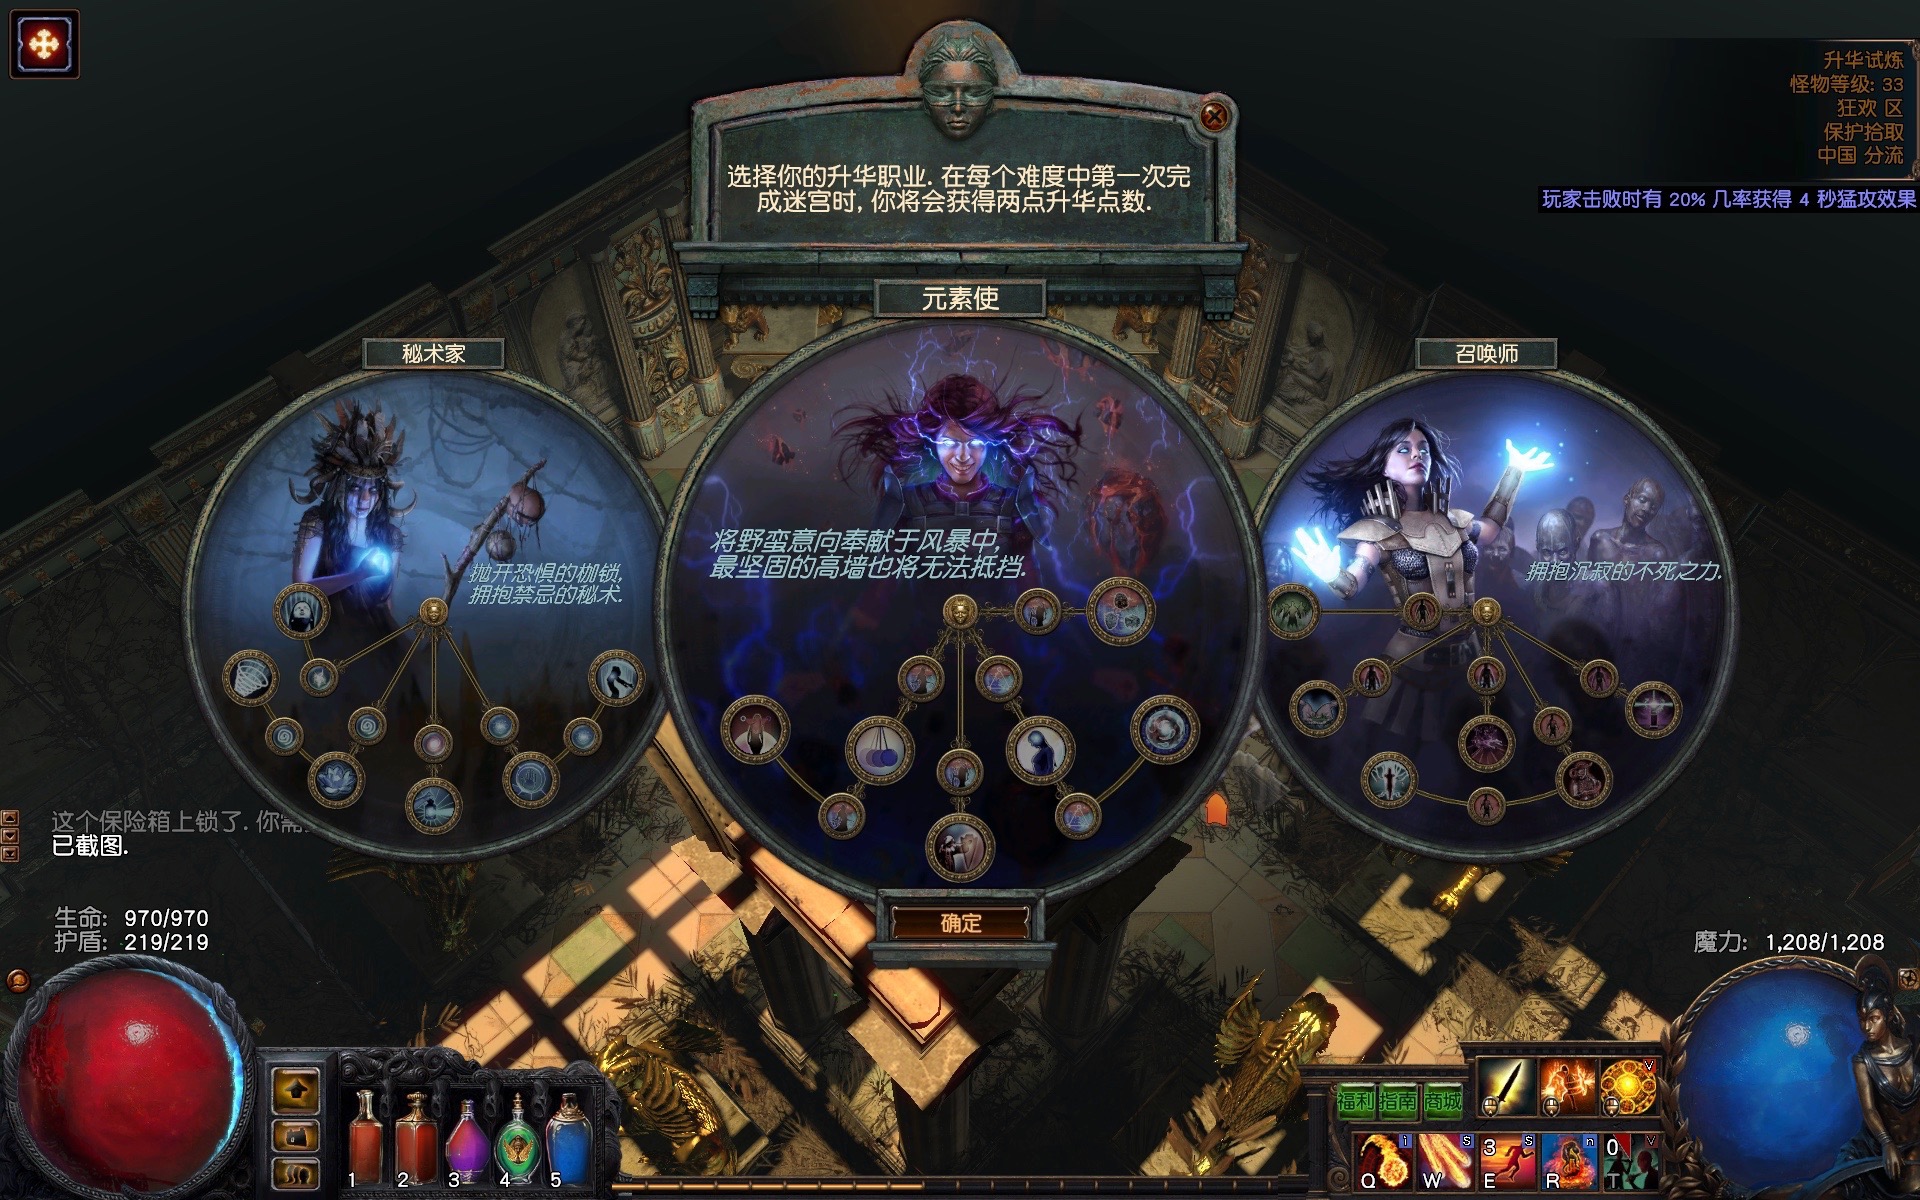 升华试炼
怪物等级: 33
狂欢 区
保护拾取
中国 分流
玩家击败时有 20% 几率获得 4 秒猛攻效果
选择你的升华职业. 在每个难度中第一次完
成迷宫时, 你将会获得两点升华点数.
元素使
秘术家
召唤师
将野蛮意向奉献于风暴中,
最坚固的高墙也将无法抵挡.
抛开恐惧的枷锁,
拥抱禁忌的秘术.
拥抱沉寂的不死之力.
这个保险箱上锁了. 你需
已截图.
确定
生命: 970/970
护盾: 219/219
魔力: 1,208/1,208
福利 指南 商城
1 2 3 4 5
3 0
Q W E R T